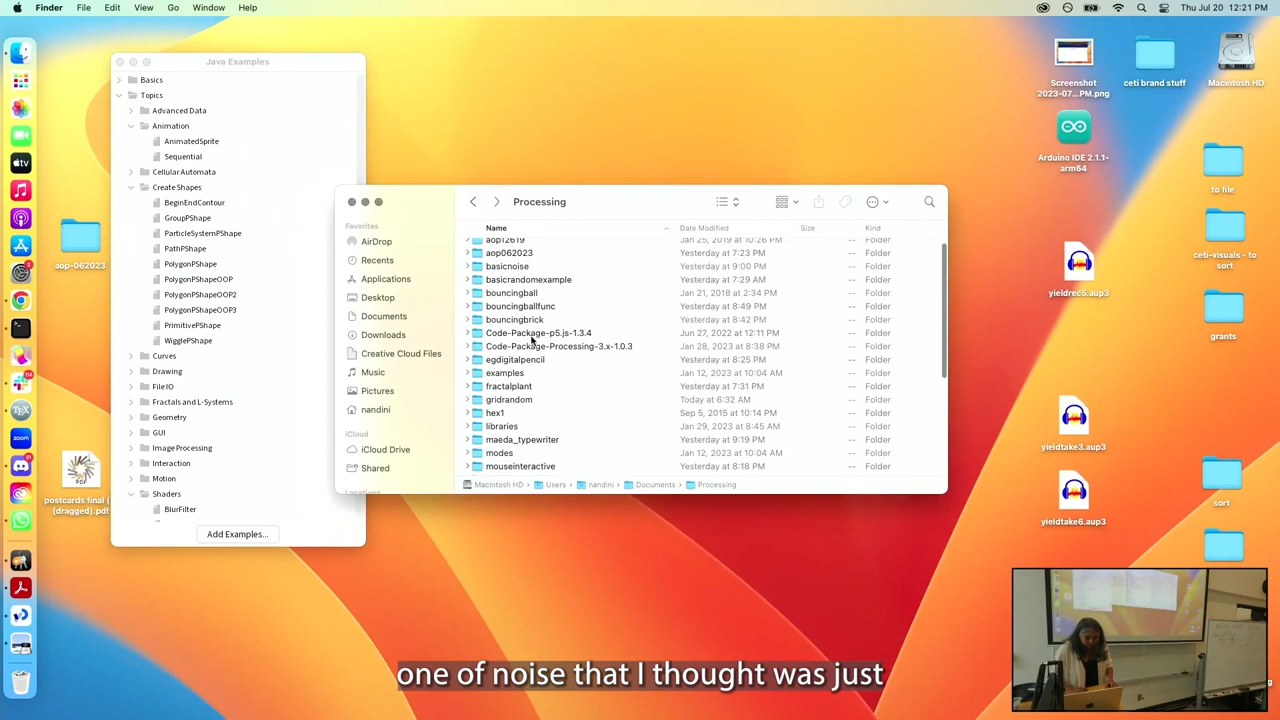 Finder File Edit View Go Window Help
Thu Jul 20 12:21 PM
Java Examples
Basics
Topics
Advanced Data
Animation
AnimatedSprite
Sequential
Cellular Automata
Create Shapes
BeginEndContour
GroupPShape
ParticleSystemPShape
PathPShape
PolygonPShape
PolygonPShapeOOP
PolygonPShapeOOP2
PolygonPShapeOOP3
PrimitivePShape
WigglePShape
Curves
Drawing
File IO
Fractals and L-Systems
Geometry
GUI
Image Processing
Interaction
Motion
Shaders
BlurFilter
Add Examples...
aop-062023
postcards final (
(dragged).pdf
PDF
tv
TeX
zoom
Processing
Favorites
AirDrop
Recents
Applications
Desktop
Documents
Downloads
Creative Cloud Files
Music
Pictures
nandini
iCloud
iCloud Drive
Shared
Locations
Name Date Modified Size Kind
aop12619 Jan 25, 2019 at 10:26 PM -- Folder
aop062023 Yesterday at 7:23 PM -- Folder
basicnoise Yesterday at 9:00 PM -- Folder
basicrandomexample Yesterday at 7:29 AM -- Folder
bouncingball Jan 21, 2018 at 2:34 PM -- Folder
bouncingballfunc Yesterday at 8:49 PM -- Folder
bouncingbrick Yesterday at 8:42 PM -- Folder
Code-Package-p5.js-1.3.4 Jun 27, 2022 at 12:11 PM -- Folder
Code-Package-Processing-3.x-1.0.3 Jan 28, 2023 at 8:38 PM -- Folder
egdigitalpencil Yesterday at 8:25 PM -- Folder
examples Jan 12, 2023 at 10:04 AM -- Folder
fractalplant Yesterday at 7:31 PM -- Folder
gridrandom Today at 6:32 AM -- Folder
hex1 Sep 5, 2015 at 10:14 PM -- Folder
libraries Jan 29, 2023 at 8:45 AM -- Folder
maeda_typewriter Yesterday at 9:19 PM -- Folder
modes Jan 12, 2023 at 10:04 AM -- Folder
mouseinteractive Yesterday at 8:18 PM -- Folder
Macintosh HD › Users › nandini › Documents › Processing
Screenshot
2023-07...PM.png
ceti brand stuff
Macintosh HD
Arduino IDE 2.1.1-
arm64
to file
ceti-visuals - to
sort
yieldrec5.aup3
grants
yieldtake3.aup3
sort
yieldtake6.aup3
one of noise that I thought was just